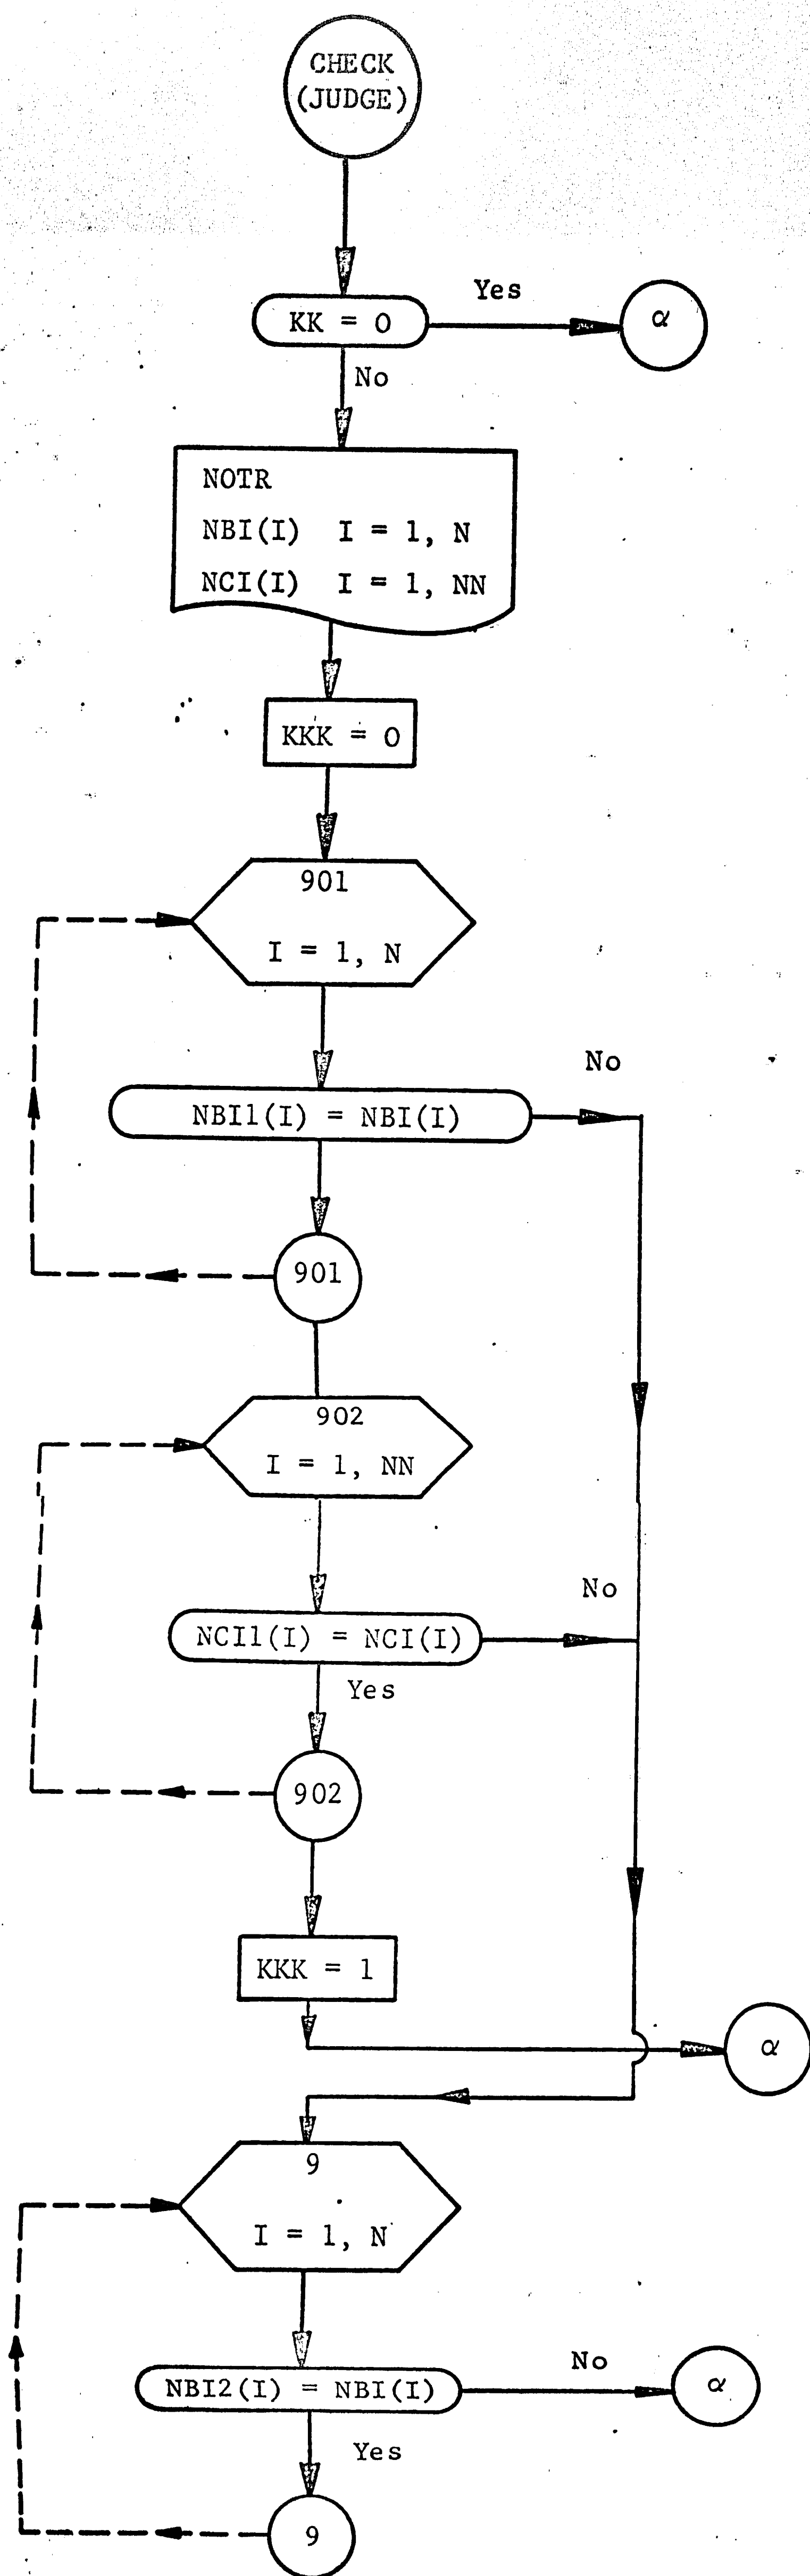 CHECK
(JUDGE)
Yes
KK = 0
α
No
NOTR
NBI(I) I = 1, N
NCI(I) I = 1, NN
KKK = 0
901
I = 1, N
No
NBI1(I) = NBI(I)
901
902
I = 1, NN
No
NCI1(I) = NCI(I)
Yes
902
KKK = 1
α
9
I = 1, N
No
NBI2(I) = NBI(I)
α
Yes
9